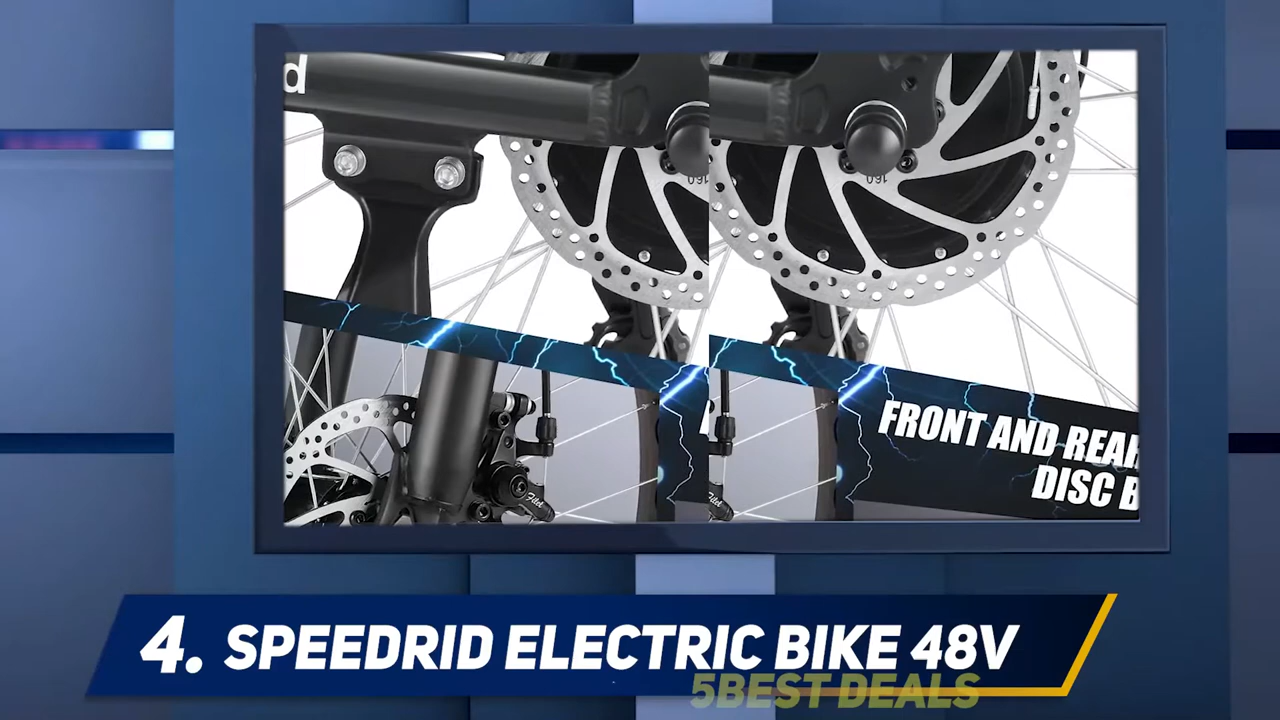 d
160
160
FRONT AND REAR
DISC B
4. SPEEDRID ELECTRIC BIKE 48V
5BEST DEALS